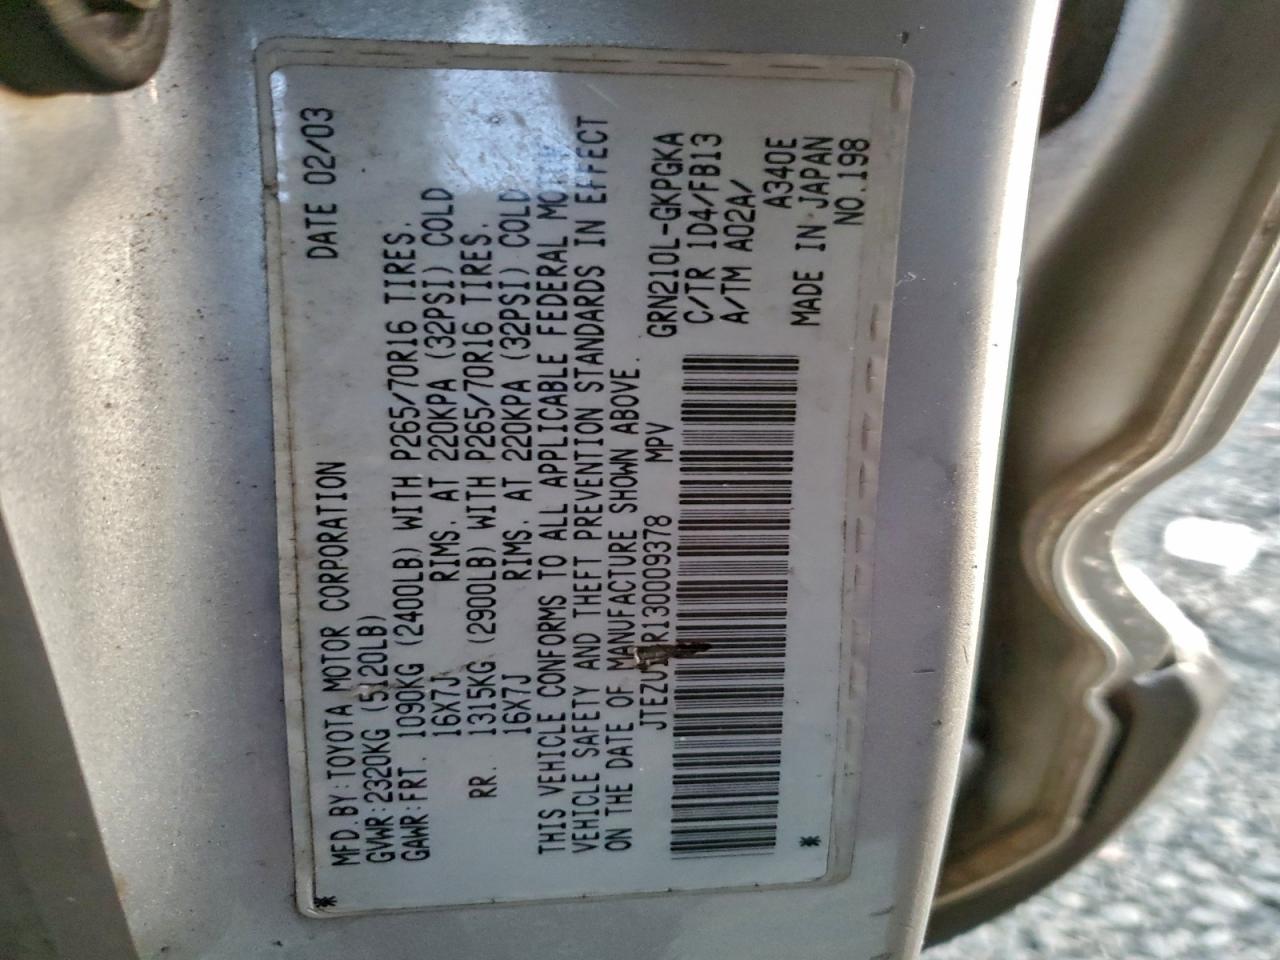 MFD.BY:TOYOTA MOTOR CORPORATION DATE 02/03
GVWR:2320KG (5120LB)
GAWR:FRT. 1090KG (2400LB) WITH P265/70R16 TIRES.
16X7J RIMS. AT 220KPA (32PSI) COLD
RR. 1315KG (2900LB) WITH P265/70R16 TIRES.
16X7J RIMS. AT 220KPA (32PSI) COLD
THIS VEHICLE CONFORMS TO ALL APPLICABLE FEDERAL
VEHICLE SAFETY AND THEFT PREVENTION STANDARDS IN EFFECT
ON THE DATE OF MANUFACTURE SHOWN ABOVE.
MPV GRN210L-GKPGKA
C/TR 1D4/FB13
A/TM A02A/
A340E
MADE IN JAPAN
NO.198